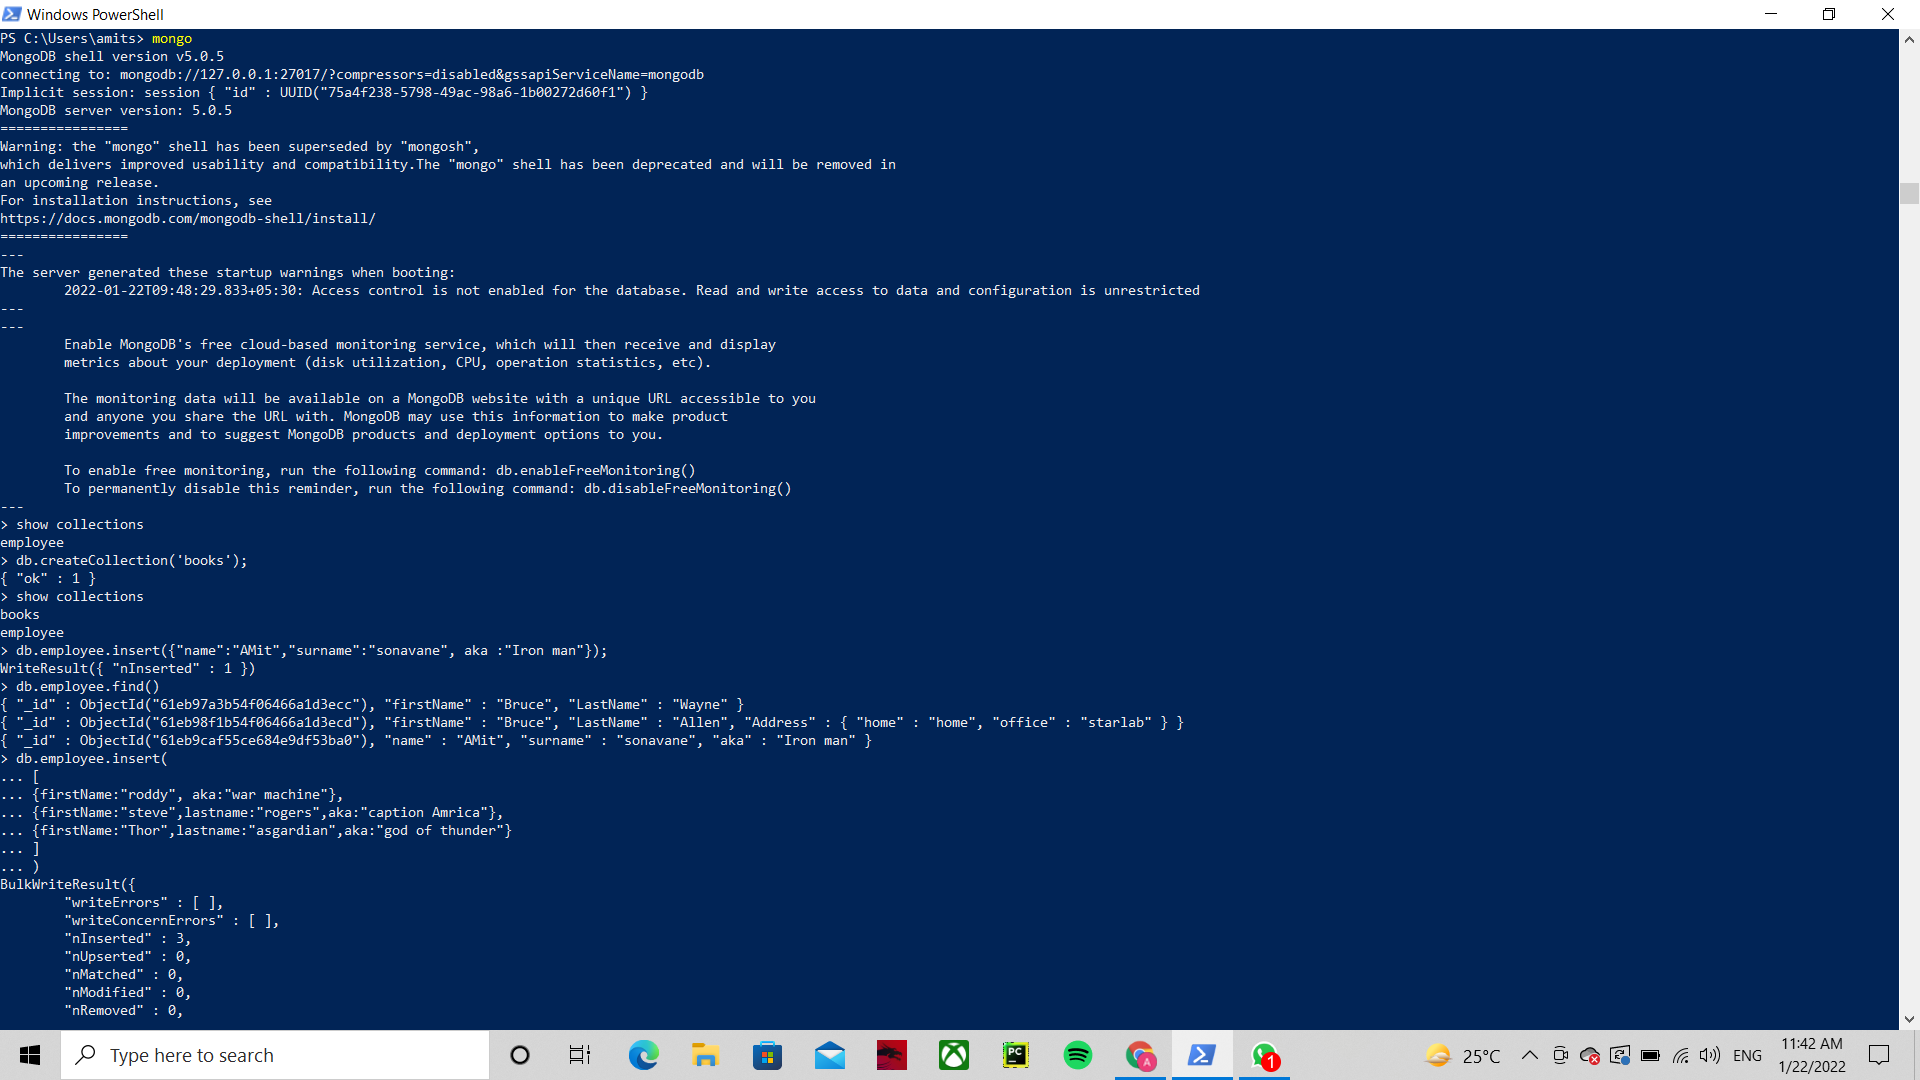 Windows PowerShell
PS C:\Users\amits> mongo
MongoDB shell version v5.0.5
connecting to: mongodb://127.0.0.1:27017/?compressors=disabled&gssapiServiceName=mongodb
Implicit session: session { "id" : UUID("75a4f238-5798-49ac-98a6-1b00272d60f1") }
MongoDB server version: 5.0.5
================
Warning: the "mongo" shell has been superseded by "mongosh",
which delivers improved usability and compatibility.The "mongo" shell has been deprecated and will be removed in
an upcoming release.
For installation instructions, see
https://docs.mongodb.com/mongodb-shell/install/
================
---
The server generated these startup warnings when booting:
        2022-01-22T09:48:29.833+05:30: Access control is not enabled for the database. Read and write access to data and configuration is unrestricted
---
---
        Enable MongoDB's free cloud-based monitoring service, which will then receive and display
        metrics about your deployment (disk utilization, CPU, operation statistics, etc).
        The monitoring data will be available on a MongoDB website with a unique URL accessible to you
        and anyone you share the URL with. MongoDB may use this information to make product
        improvements and to suggest MongoDB products and deployment options to you.
        To enable free monitoring, run the following command: db.enableFreeMonitoring()
        To permanently disable this reminder, run the following command: db.disableFreeMonitoring()
---
> show collections
employee
> db.createCollection('books');
{ "ok" : 1 }
> show collections
books
employee
> db.employee.insert({"name":"AMit","surname":"sonavane", aka :"Iron man"});
WriteResult({ "nInserted" : 1 })
> db.employee.find()
{ "_id" : ObjectId("61eb97a3b54f06466a1d3ecc"), "firstName" : "Bruce", "LastName" : "Wayne" }
{ "_id" : ObjectId("61eb98f1b54f06466a1d3ecd"), "firstName" : "Bruce", "LastName" : "Allen", "Address" : { "home" : "home", "office" : "starlab" } }
{ "_id" : ObjectId("61eb9caf55ce684e9df53ba0"), "name" : "AMit", "surname" : "sonavane", "aka" : "Iron man" }
> db.employee.insert(
... [
... {firstName:"roddy", aka:"war machine"},
... {firstName:"steve",lastname:"rogers",aka:"caption Amrica"},
... {firstName:"Thor",lastname:"asgardian",aka:"god of thunder"}
... ]
... )
BulkWriteResult({
        "writeErrors" : [ ],
        "writeConcernErrors" : [ ],
        "nInserted" : 3,
        "nUpserted" : 0,
        "nMatched" : 0,
        "nModified" : 0,
        "nRemoved" : 0,
Type here to search
PC
A
1
25°C
ENG
11:42 AM
1/22/2022